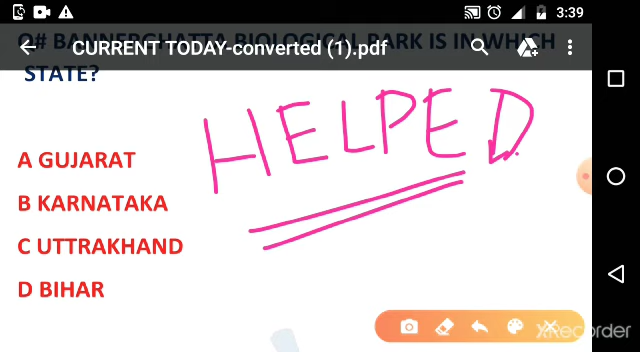 3:39
Q# BANNERGHATTA BIOLOGICAL PARK IS IN WHICH
CURRENT TODAY-converted (1).pdf
STATE?
HELPED
A GUJARAT
B KARNATAKA
C UTTRAKHAND
D BIHAR
XRecorder